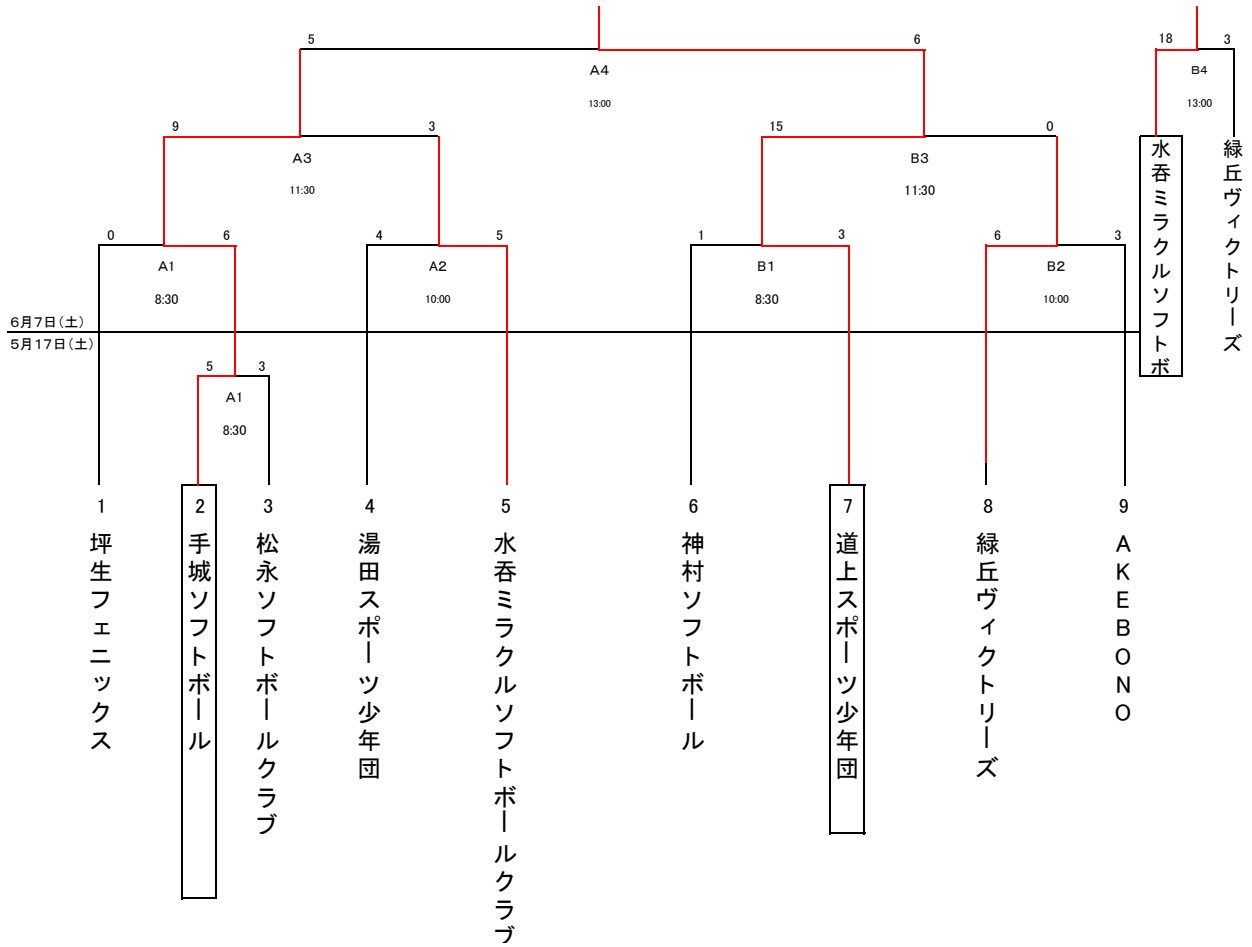 5 6 18 3
A4 B4
13:00 13:00
9 3 15 0
A3 B3
11:30 11:30
水呑ミラクルソフトボ
緑丘ヴィクトリーズ
0 6 4 5 1 3 6 3
A1 A2 B1 B2
8:30 10:00 8:30 10:00
6月7日(土)
5月17日(土)
5 3
A1
8:30
1 2 3 4 5 6 7 8 9
坪生フェニックス
手城ソフトボール
松永ソフトボールクラブ
湯田スポーツ少年団
水呑ミラクルソフトボールクラブ
神村ソフトボール
道上スポーツ少年団
緑丘ヴィクトリーズ
AKEBONO